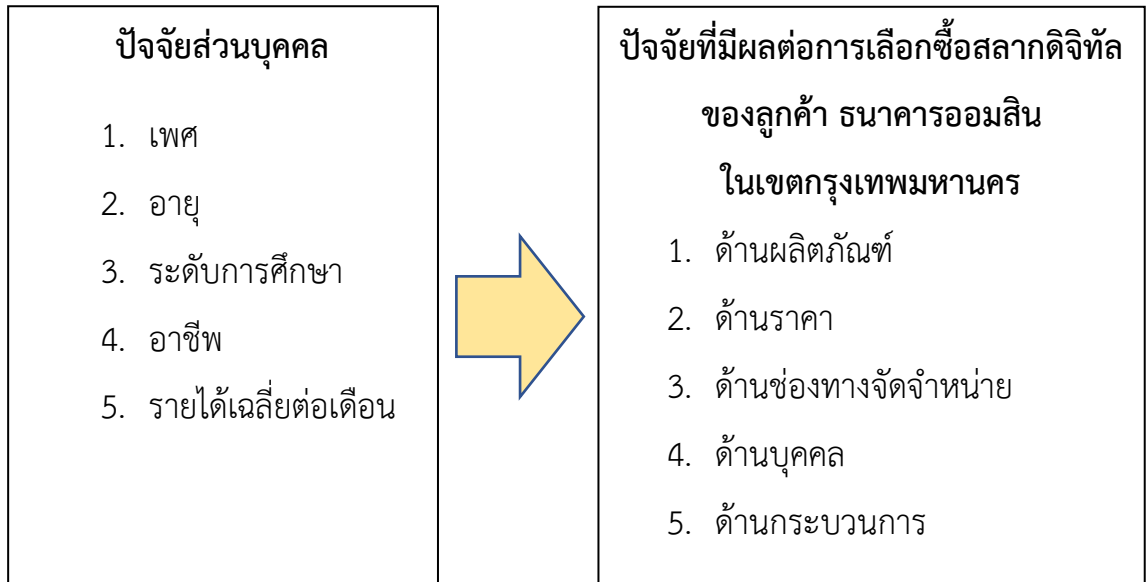 ปัจจัยส่วนบุคคล
1. เพศ
2. อายุ
3. ระดับการศึกษา
4. อาชีพ
5. รายได้เฉลี่ยต่อเดือน
ปัจจัยที่มีผลต่อการเลือกซื้อสลากดิจิทัล
ของลูกค้า ธนาคารออมสิน
ในเขตกรุงเทพมหานคร
1. ด้านผลิตภัณฑ์
2. ด้านราคา
3. ด้านช่องทางจัดจำหน่าย
4. ด้านบุคคล
5. ด้านกระบวนการ